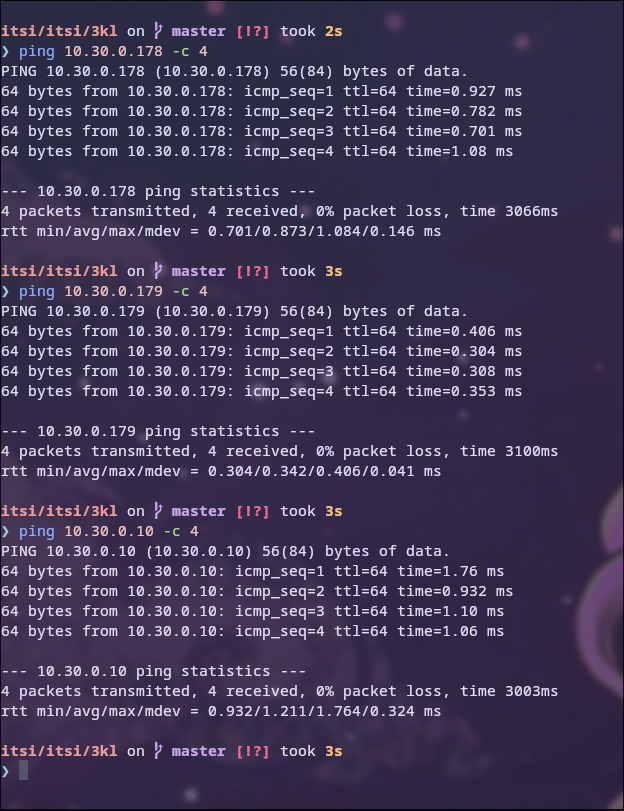 itsi/itsi/3kl on  master [!?] took 2s
❯ ping 10.30.0.178 -c 4
PING 10.30.0.178 (10.30.0.178) 56(84) bytes of data.
64 bytes from 10.30.0.178: icmp_seq=1 ttl=64 time=0.927 ms
64 bytes from 10.30.0.178: icmp_seq=2 ttl=64 time=0.782 ms
64 bytes from 10.30.0.178: icmp_seq=3 ttl=64 time=0.701 ms
64 bytes from 10.30.0.178: icmp_seq=4 ttl=64 time=1.08 ms
--- 10.30.0.178 ping statistics ---
4 packets transmitted, 4 received, 0% packet loss, time 3066ms
rtt min/avg/max/mdev = 0.701/0.873/1.084/0.146 ms
itsi/itsi/3kl on  master [!?] took 3s
❯ ping 10.30.0.179 -c 4
PING 10.30.0.179 (10.30.0.179) 56(84) bytes of data.
64 bytes from 10.30.0.179: icmp_seq=1 ttl=64 time=0.406 ms
64 bytes from 10.30.0.179: icmp_seq=2 ttl=64 time=0.304 ms
64 bytes from 10.30.0.179: icmp_seq=3 ttl=64 time=0.308 ms
64 bytes from 10.30.0.179: icmp_seq=4 ttl=64 time=0.353 ms
--- 10.30.0.179 ping statistics ---
4 packets transmitted, 4 received, 0% packet loss, time 3100ms
rtt min/avg/max/mdev = 0.304/0.342/0.406/0.041 ms
itsi/itsi/3kl on  master [!?] took 3s
❯ ping 10.30.0.10 -c 4
PING 10.30.0.10 (10.30.0.10) 56(84) bytes of data.
64 bytes from 10.30.0.10: icmp_seq=1 ttl=64 time=1.76 ms
64 bytes from 10.30.0.10: icmp_seq=2 ttl=64 time=0.932 ms
64 bytes from 10.30.0.10: icmp_seq=3 ttl=64 time=1.10 ms
64 bytes from 10.30.0.10: icmp_seq=4 ttl=64 time=1.06 ms
--- 10.30.0.10 ping statistics ---
4 packets transmitted, 4 received, 0% packet loss, time 3003ms
rtt min/avg/max/mdev = 0.932/1.211/1.764/0.324 ms
itsi/itsi/3kl on  master [!?] took 3s
❯